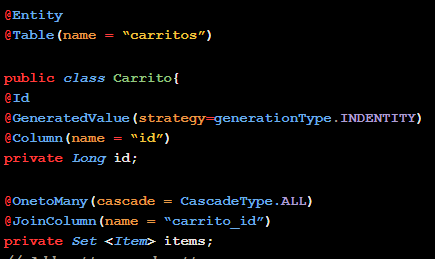 @Entity
@Table(name = “carritos”)
public class Carrito{
@Id
@GeneratedValue(strategy=generationType.INDENTITY)
@Column(name = “id”)
private Long id;
@OnetoMany(cascade = CascadeType.ALL)
@JoinColumn(name = “carrito_id”)
private Set <Item> items;